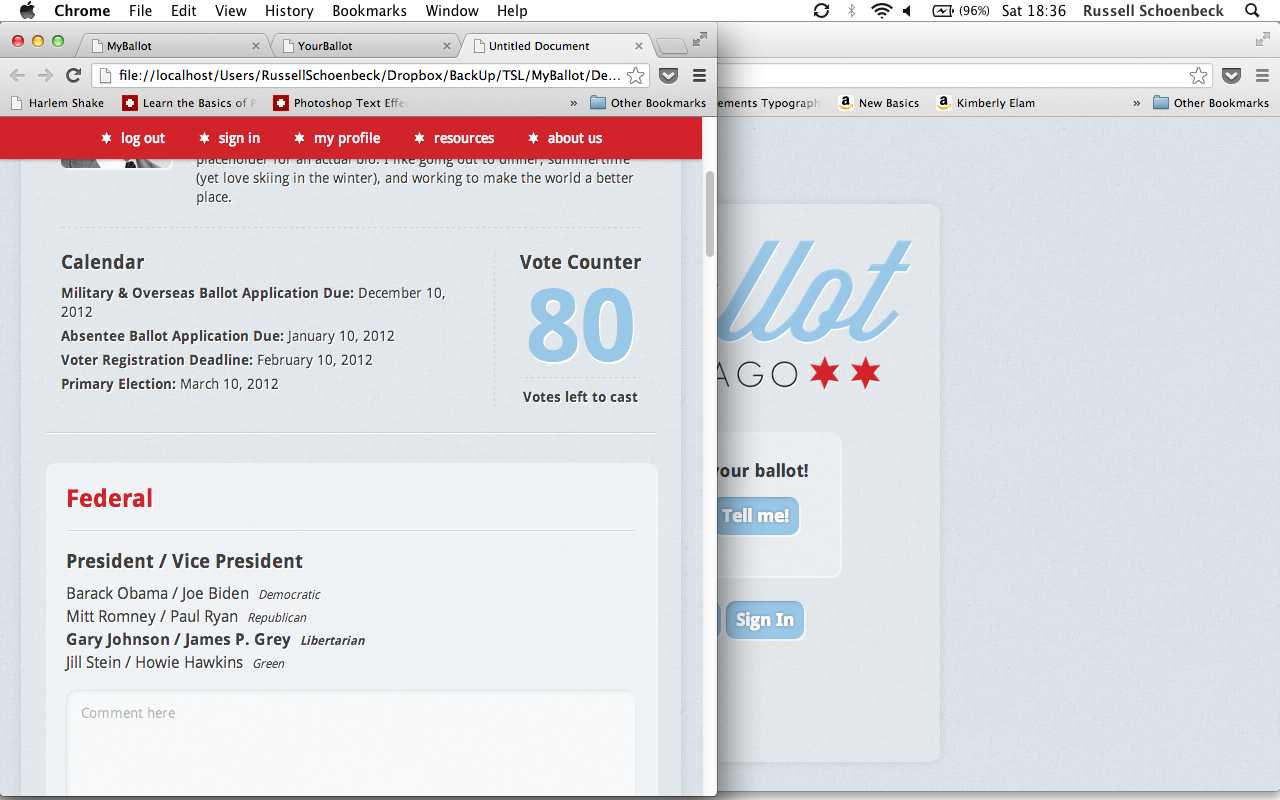 Chrome File Edit View History Bookmarks Window Help (96%) Sat 18:36 Russell Schoenbeck
MyBallot YourBallot Untitled Document
file://localhost/Users/RussellSchoenbeck/Dropbox/BackUp/TSL/MyBallot/De...
Harlem Shake Learn the Basics of Photoshop Text Effe » Other Bookmarks
ements Typograph New Basics Kimberly Elam » Other Bookmarks
log out sign in my profile resources about us
placeholder for an actual bio. I like going out to dinner, summertime
(yet love skiing in the winter), and working to make the world a better
place.
Calendar
Military & Overseas Ballot Application Due: December 10,
2012
Absentee Ballot Application Due: January 10, 2012
Voter Registration Deadline: February 10, 2012
Primary Election: March 10, 2012
Vote Counter
80
Votes left to cast
Federal
President / Vice President
Barack Obama / Joe Biden Democratic
Mitt Romney / Paul Ryan Republican
Gary Johnson / James P. Grey Libertarian
Jill Stein / Howie Hawkins Green
Comment here
llot
AGO
your ballot!
Tell me!
Sign In